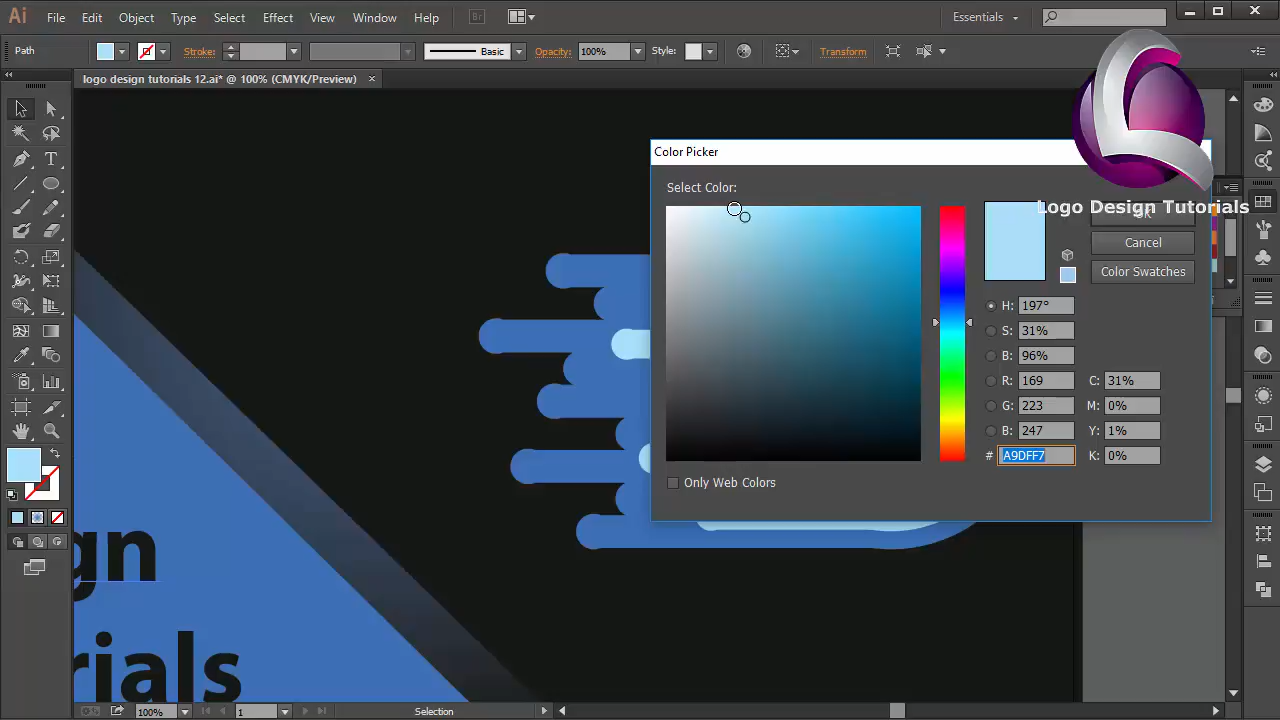 Ai File Edit Object Type Select Effect View Window Help Br Essentials
Path Stroke: Basic Opacity: 100% Style: Transform
logo design tutorials 12.ai* @ 100% (CMYK/Preview) ×
Color Picker
Select Color:
Logo Design Tutorials
OK
Cancel
Color Swatches
H: 197°
S: 31%
B: 96%
R: 169 C: 31%
G: 223 M: 0%
B: 247 Y: 1%
# A9DFF7 K: 0%
Only Web Colors
gn
rials
100% 1 Selection